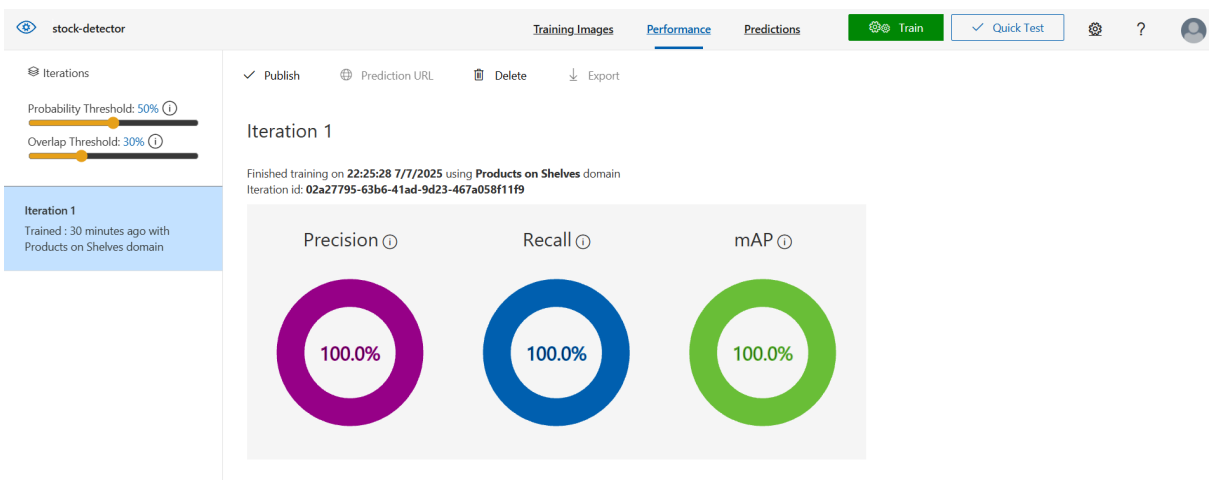 stock-detector
Training Images
Performance
Predictions
Train
Quick Test
?
Iterations
Probability Threshold: 50%
Overlap Threshold: 30%
Iteration 1
Trained : 30 minutes ago with
Products on Shelves domain
Publish
Prediction URL
Delete
Export
Iteration 1
Finished training on 22:25:28 7/7/2025 using Products on Shelves domain
Iteration id: 02a27795-63b6-41ad-9d23-467a058f11f9
Precision
Recall
mAP
100.0%
100.0%
100.0%